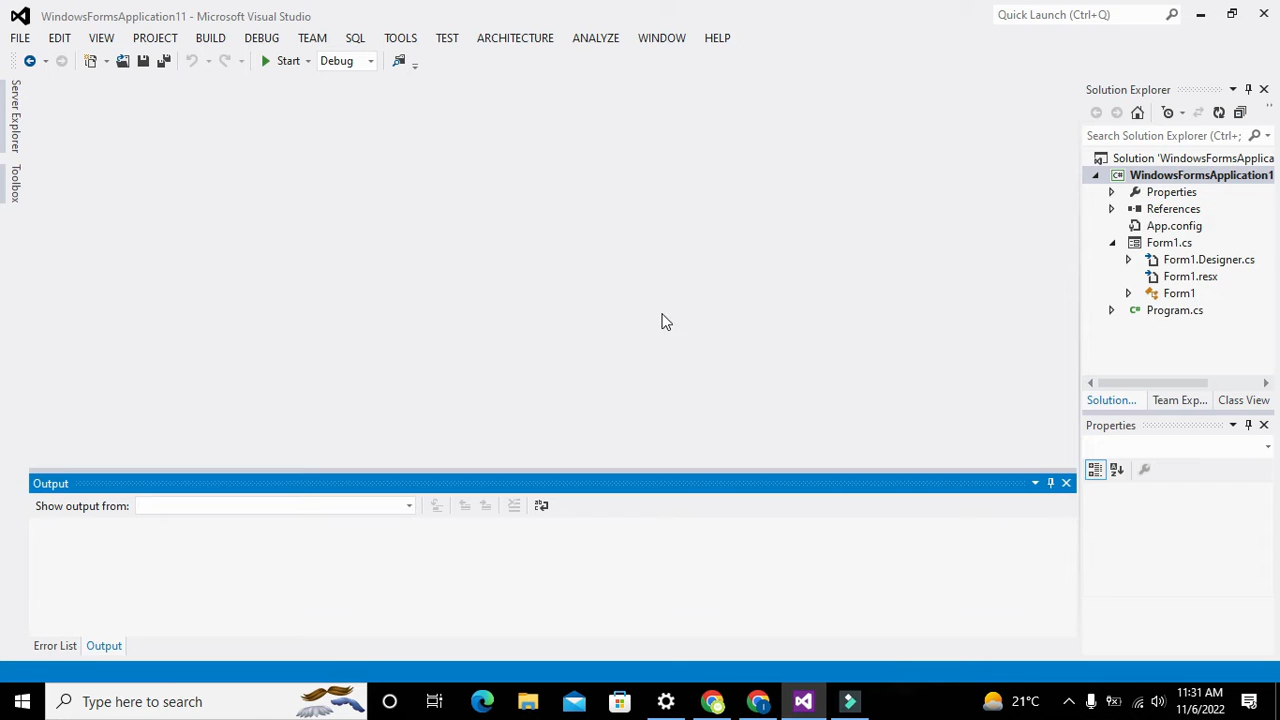 WindowsFormsApplication11 - Microsoft Visual Studio
Quick Launch (Ctrl+Q)
FILE EDIT VIEW PROJECT BUILD DEBUG TEAM SQL TOOLS TEST ARCHITECTURE ANALYZE WINDOW HELP
Start Debug
Server Explorer
Toolbox
Solution Explorer
Search Solution Explorer (Ctrl+;
Solution 'WindowsFormsApplica
WindowsFormsApplication1
Properties
References
App.config
Form1.cs
Form1.Designer.cs
Form1.resx
Form1
C# Program.cs
Solution... Team Exp... Class View
Properties
Output
Show output from:
Error List Output
Type here to search
21°C
11:31 AM
11/6/2022